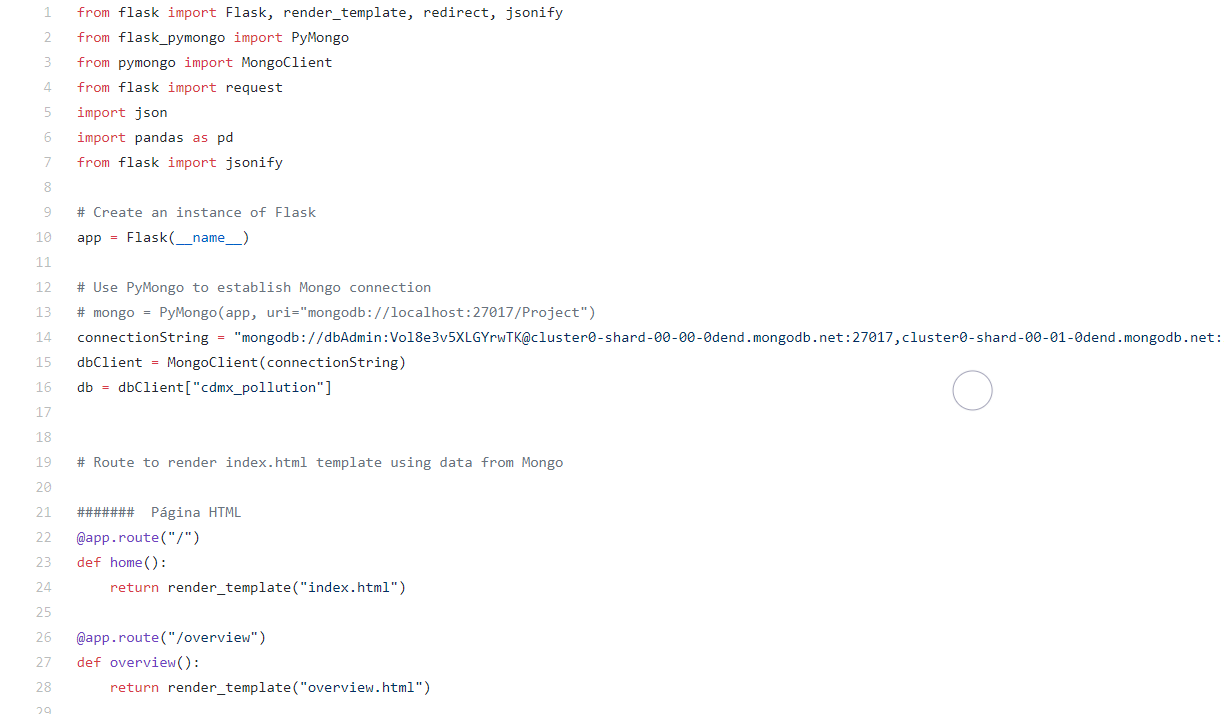 1 from flask import Flask, render_template, redirect, jsonify
2 from flask_pymongo import PyMongo
3 from pymongo import MongoClient
4 from flask import request
5 import json
6 import pandas as pd
7 from flask import jsonify
8
9 # Create an instance of Flask
10 app = Flask(__name__)
11
12 # Use PyMongo to establish Mongo connection
13 # mongo = PyMongo(app, uri="mongodb://localhost:27017/Project")
14 connectionString = "mongodb://dbAdmin:Vol8e3v5XLGYrwTK@cluster0-shard-00-00-0dend.mongodb.net:27017,cluster0-shard-00-01-0dend.mongodb.net:
15 dbClient = MongoClient(connectionString)
16 db = dbClient["cdmx_pollution"]
17
18
19 # Route to render index.html template using data from Mongo
20
21 ####### Página HTML
22 @app.route("/")
23 def home():
24 return render_template("index.html")
25
26 @app.route("/overview")
27 def overview():
28 return render_template("overview.html")
29